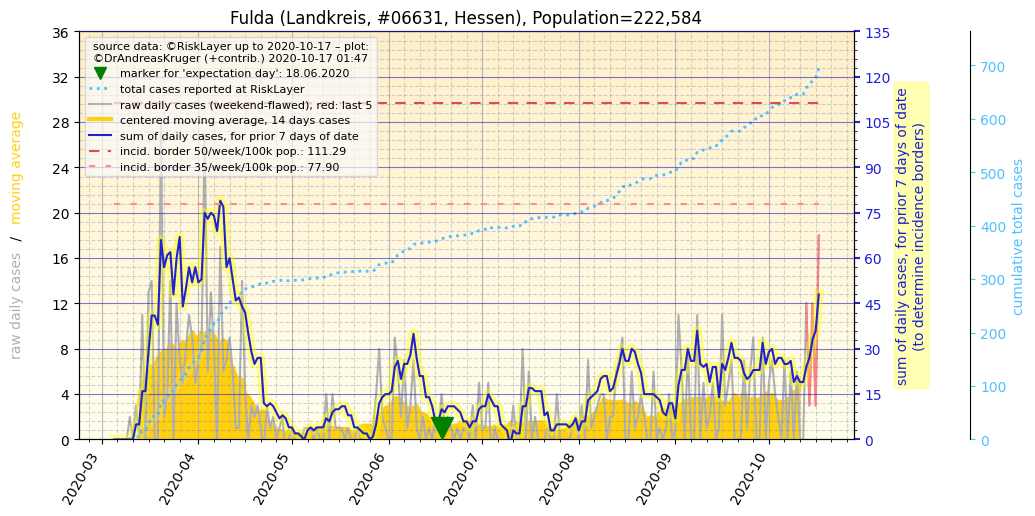 Fulda (Landkreis, #06631, Hessen), Population=222,584
source data: ©RiskLayer up to 2020-10-17 – plot:
©DrAndreasKruger (+contrib.) 2020-10-17 01:47
marker for 'expectation day': 18.06.2020
total cases reported at RiskLayer
raw daily cases (weekend-flawed), red: last 5
centered moving average, 14 days cases
sum of daily cases, for prior 7 days of date
incid. border 50/week/100k pop.: 111.29
incid. border 35/week/100k pop.: 77.90
raw daily cases / moving average
36
32
28
24
20
16
12
8
4
0
2020-03
2020-04
2020-05
2020-06
2020-07
2020-08
2020-09
2020-10
135
120
105
90
75
60
45
30
15
0
sum of daily cases, for prior 7 days of date
(to determine incidence borders)
700
600
500
400
300
200
100
0
cumulative total cases